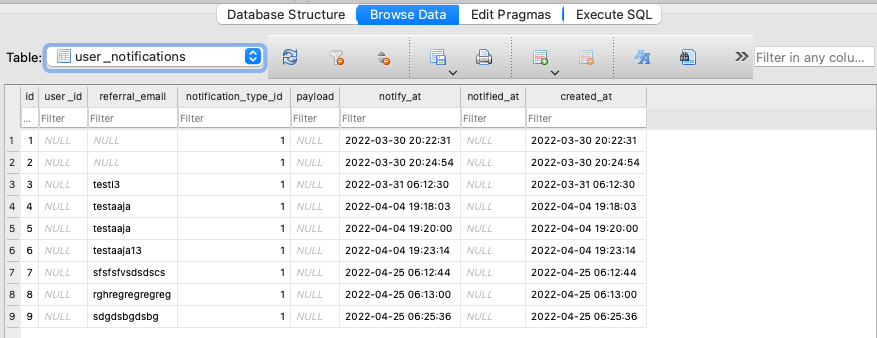 Database Structure Browse Data Edit Pragmas Execute SQL
Table: user_notifications Filter in any colu...
id user_id referral_email notification_type_id payload notify_at notified_at created_at
... Filter Filter Filter Filter Filter Filter Filter
1 1 NULL NULL 1 NULL 2022-03-30 20:22:31 NULL 2022-03-30 20:22:31
2 2 NULL NULL 1 NULL 2022-03-30 20:24:54 NULL 2022-03-30 20:24:54
3 3 NULL testi3 1 NULL 2022-03-31 06:12:30 NULL 2022-03-31 06:12:30
4 4 NULL testaaja 1 NULL 2022-04-04 19:18:03 NULL 2022-04-04 19:18:03
5 5 NULL testaaja 1 NULL 2022-04-04 19:20:00 NULL 2022-04-04 19:20:00
6 6 NULL testaaja13 1 NULL 2022-04-04 19:23:14 NULL 2022-04-04 19:23:14
7 7 NULL sfsfsfvsdsdscs 1 NULL 2022-04-25 06:12:44 NULL 2022-04-25 06:12:44
8 8 NULL rghregregregreg 1 NULL 2022-04-25 06:13:00 NULL 2022-04-25 06:13:00
9 9 NULL sdgdsbgdsbg 1 NULL 2022-04-25 06:25:36 NULL 2022-04-25 06:25:36